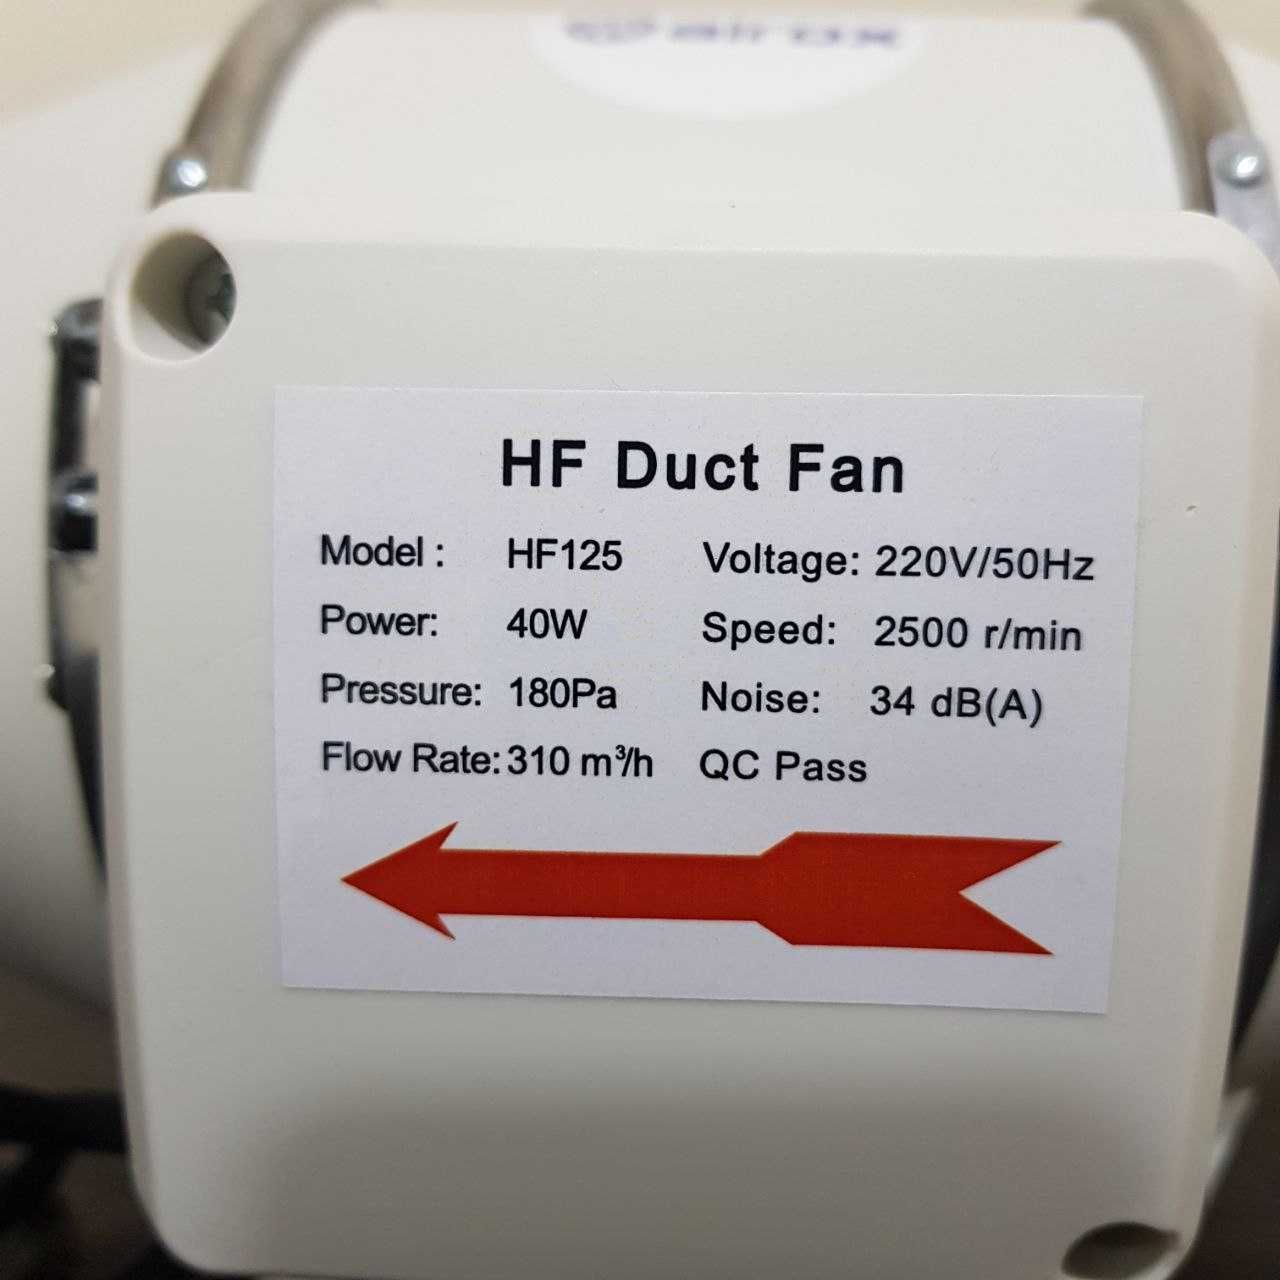 HF Duct Fan
Model : HF125 Voltage: 220V/50Hz
Power: 40W Speed: 2500 r/min
Pressure: 180Pa Noise: 34 dB(A)
Flow Rate: 310 m³/h QC Pass